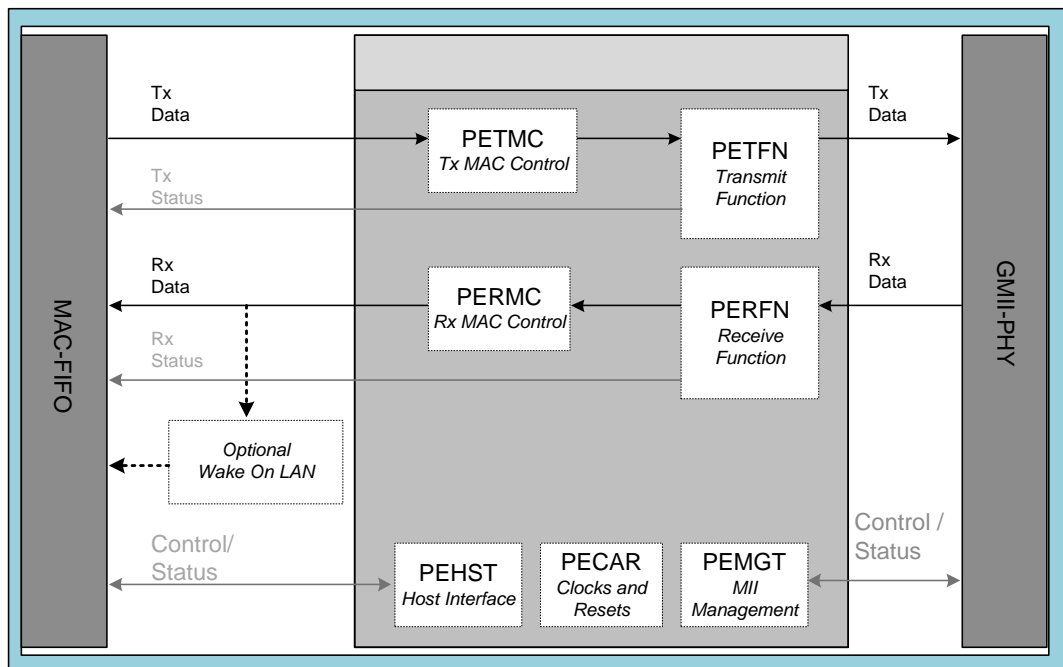 Tx
Data
PETMC
Tx MAC Control
PETFN
Transmit
Function
Tx
Data
Tx
Status
Rx
Data
PERMC
Rx MAC Control
PERFN
Receive
Function
Rx
Data
Rx
Status
MAC-FIFO
GMII-PHY
Optional
Wake On LAN
Control/
Status
PEHST
Host Interface
PECAR
Clocks and
Resets
PEMGT
MII
Management
Control /
Status